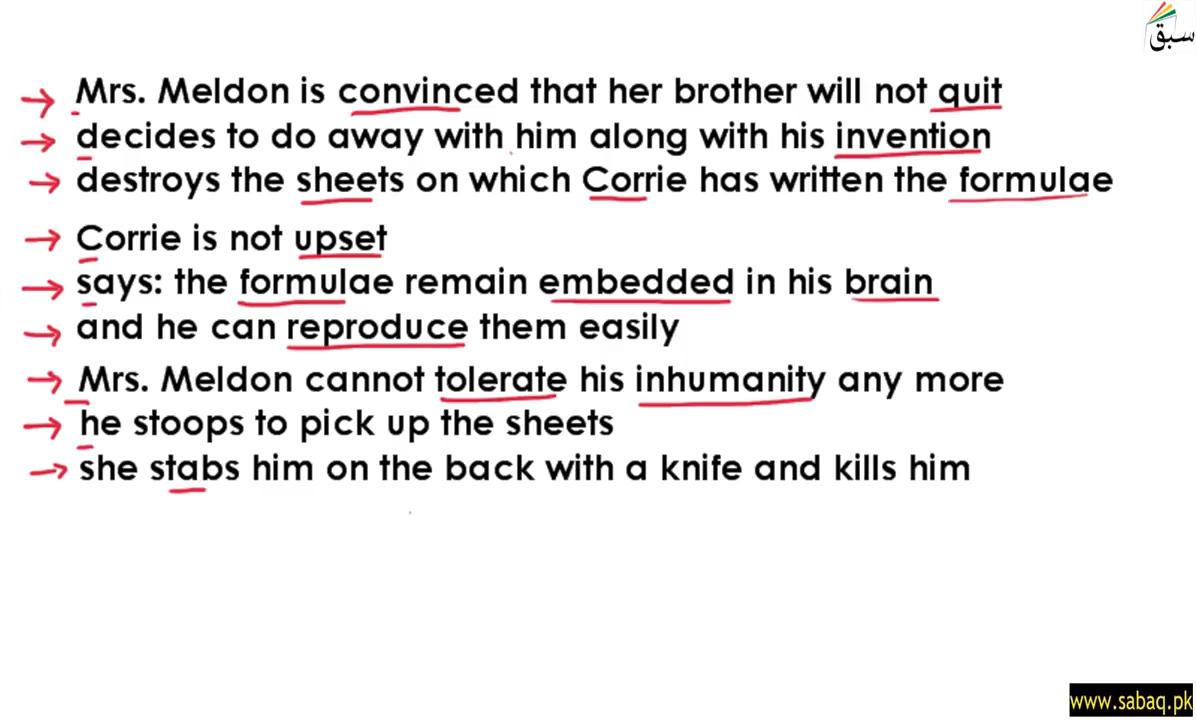 سبق
Mrs. Meldon is convinced that her brother will not quit
decides to do away with him along with his invention
destroys the sheets on which Corrie has written the formulae
Corrie is not upset
says: the formulae remain embedded in his brain
and he can reproduce them easily
Mrs. Meldon cannot tolerate his inhumanity any more
he stoops to pick up the sheets
she stabs him on the back with a knife and kills him
www.sabaq.pk